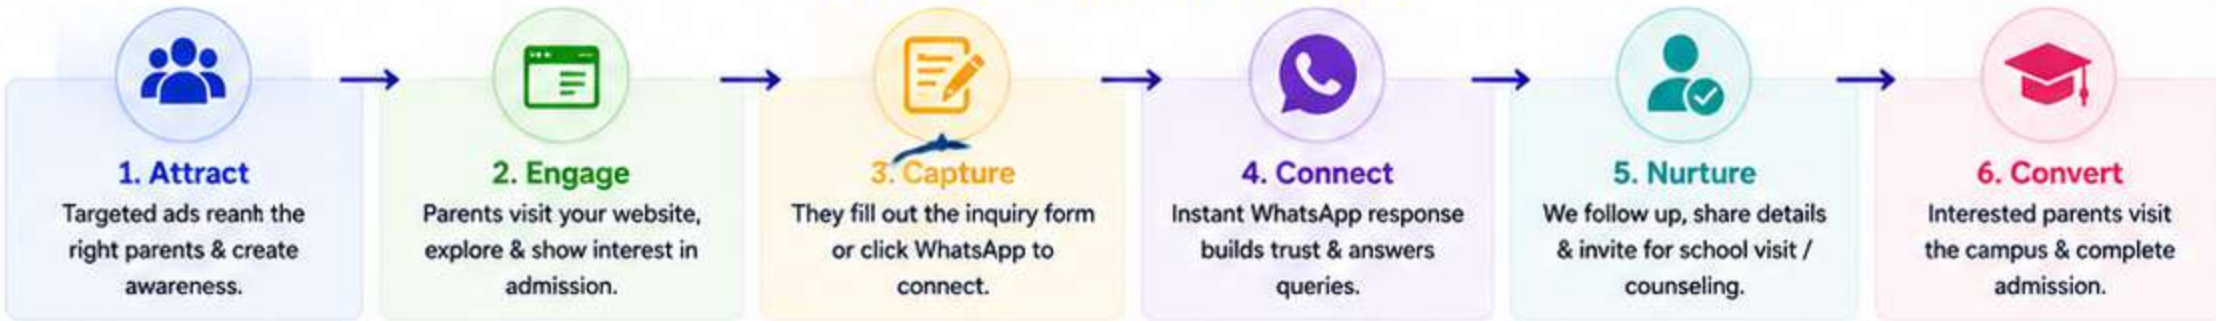 1. Attract
Targeted ads reanh the
right parents & create
awareness.
2. Engage
Parents visit your website,
explore & show interest in
admission.
3. Capture
They fill out the inquiry form
or click WhatsApp to
connect.
4. Connect
Instant WhatsApp response
builds trust & answers
queries.
5. Nurture
We follow up, share details
& invite for school visit /
counseling.
6. Convert
Interested parents visit
the campus & complete
admission.